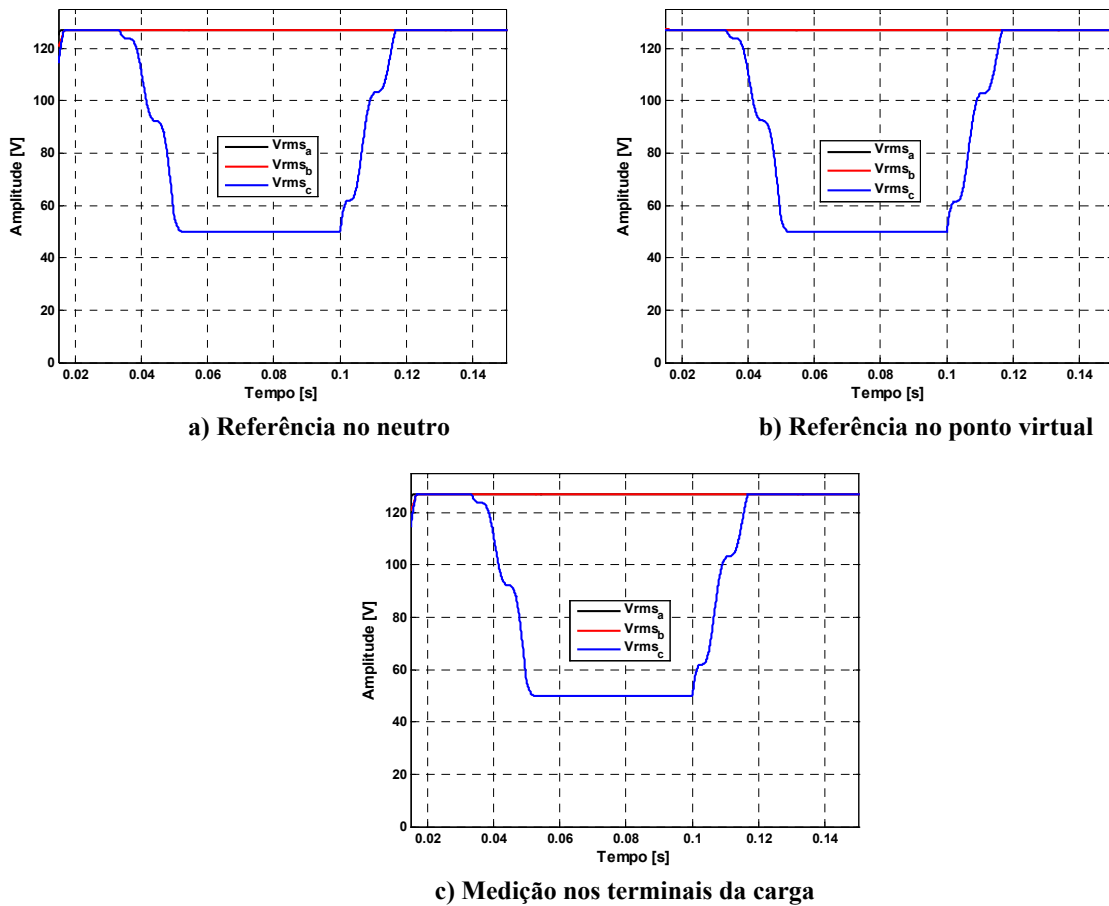 Amplitude [V]
120
100
80
60
40
20
0
Vrms_a
Vrms_b
Vrms_c
0.02 0.04 0.06 0.08 0.1 0.12 0.14
Tempo [s]
a) Referência no neutro
Amplitude [V]
120
100
80
60
40
20
0
Vrms_a
Vrms_b
Vrms_c
0.02 0.04 0.06 0.08 0.1 0.12 0.14
Tempo [s]
b) Referência no ponto virtual
Amplitude [V]
120
100
80
60
40
20
0
Vrms_a
Vrms_b
Vrms_c
0.02 0.04 0.06 0.08 0.1 0.12 0.14
Tempo [s]
c) Medição nos terminais da carga